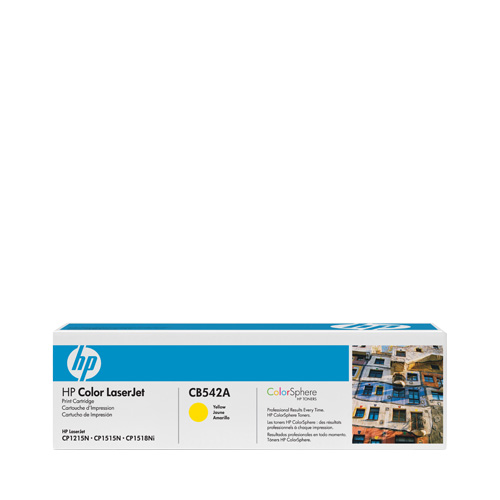 hp
HP Color LaserJet
Print Cartridge
Cartouche d'Impression
Cartucho de Impresión
HP LaserJet
CP1215N • CP1515N • CP1518Ni
CB542A
Yellow
Jaune
Amarillo
ColorSphere
HP TONERS
Professional Results Every Time.
HP ColorSphere Toners.
Les toners HP ColorSphere - des résultats
professionnels à chaque impression.
Resultados profesionales en todo momento.
Tóners HP ColorSphere.